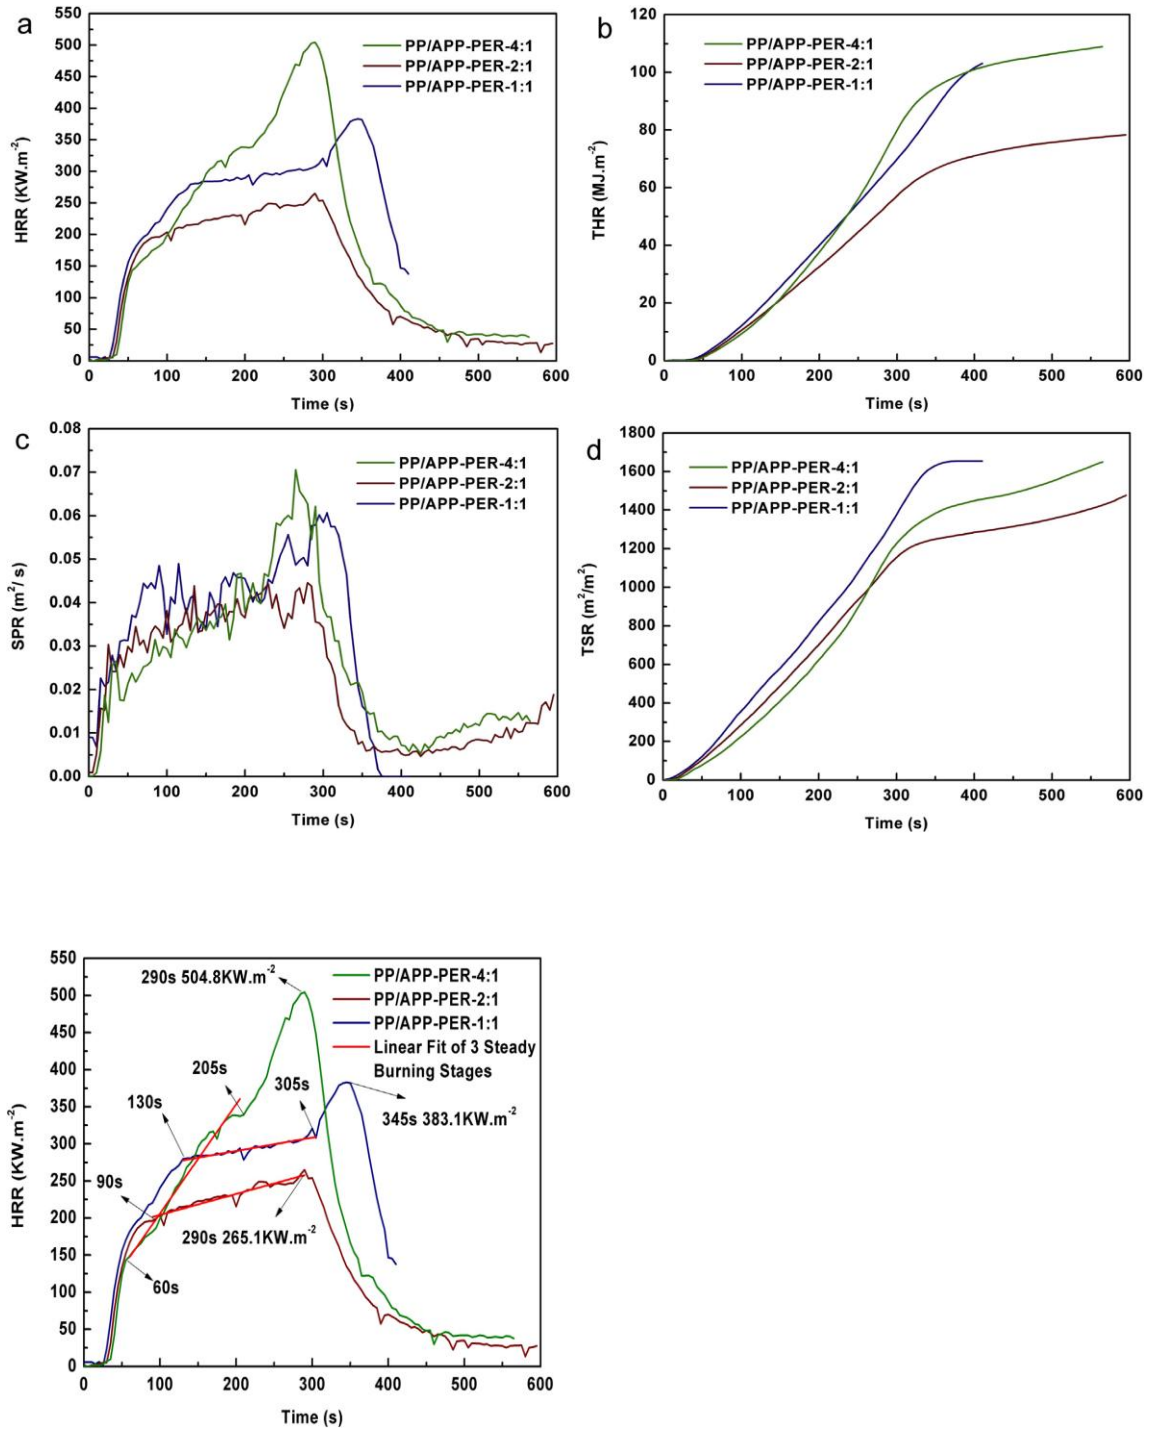 a
550
500
450
400
350
300
250
200
150
100
50
0
HRR (KW.m-2)
PP/APP-PER-4:1
PP/APP-PER-2:1
PP/APP-PER-1:1
0 100 200 300 400 500 600
Time (s)
b
120
100
80
60
40
20
0
THR (MJ.m-2)
PP/APP-PER-4:1
PP/APP-PER-2:1
PP/APP-PER-1:1
0 100 200 300 400 500 600
Time (s)
c
0.08
0.07
0.06
0.05
0.04
0.03
0.02
0.01
0.00
SPR (m2/ s)
PP/APP-PER-4:1
PP/APP-PER-2:1
PP/APP-PER-1:1
0 100 200 300 400 500 600
Time (s)
d
1800
1600
1400
1200
1000
800
600
400
200
0
TSR (m2/m2)
PP/APP-PER-4:1
PP/APP-PER-2:1
PP/APP-PER-1:1
0 100 200 300 400 500 600
Time (s)
550
500
450
400
350
300
250
200
150
100
50
0
HRR (KW.m-2)
290s 504.8KW.m-2
PP/APP-PER-4:1
PP/APP-PER-2:1
PP/APP-PER-1:1
Linear Fit of 3 Steady
Burning Stages
205s
305s
130s
345s 383.1KW.m-2
90s
290s 265.1KW.m-2
60s
0 100 200 300 400 500 600
Time (s)